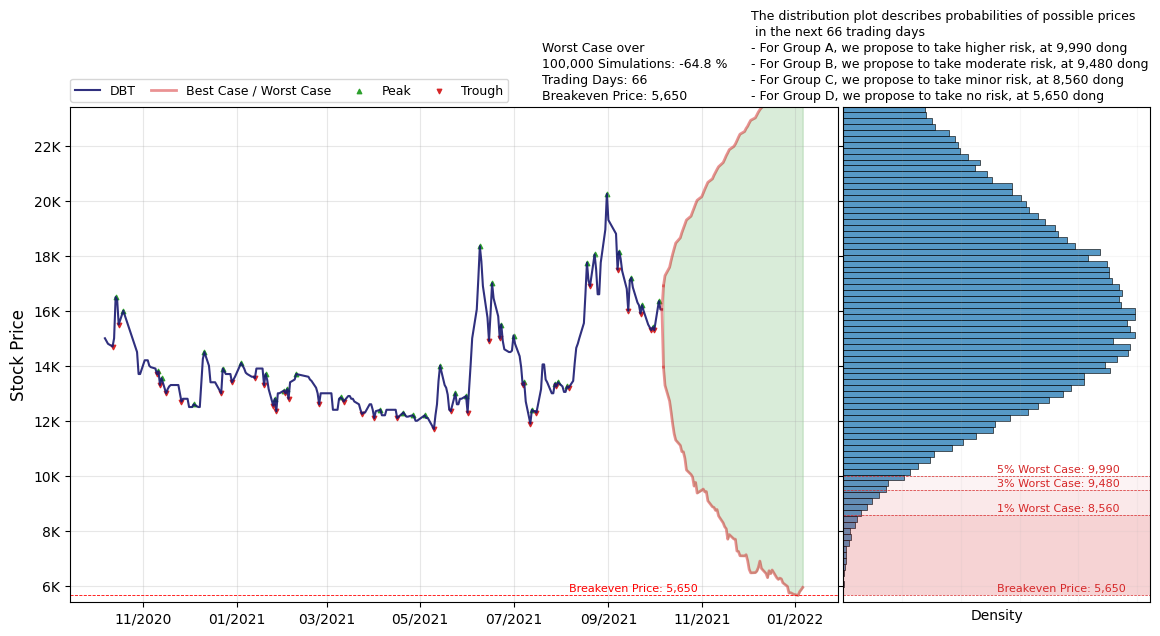 The distribution plot describes probabilities of possible prices
in the next 66 trading days
- For Group A, we propose to take higher risk, at 9,990 dong
- For Group B, we propose to take moderate risk, at 9,480 dong
- For Group C, we propose to take minor risk, at 8,560 dong
- For Group D, we propose to take no risk, at 5,650 dong
Worst Case over
100,000 Simulations: -64.8 %
Trading Days: 66
Breakeven Price: 5,650
DBT
Best Case / Worst Case
Peak
Trough
Stock Price
22K
20K
18K
16K
14K
12K
10K
8K
6K
Breakeven Price: 5,650
11/2020
01/2021
03/2021
05/2021
07/2021
09/2021
11/2021
01/2022
5% Worst Case: 9,990
3% Worst Case: 9,480
1% Worst Case: 8,560
Breakeven Price: 5,650
Density